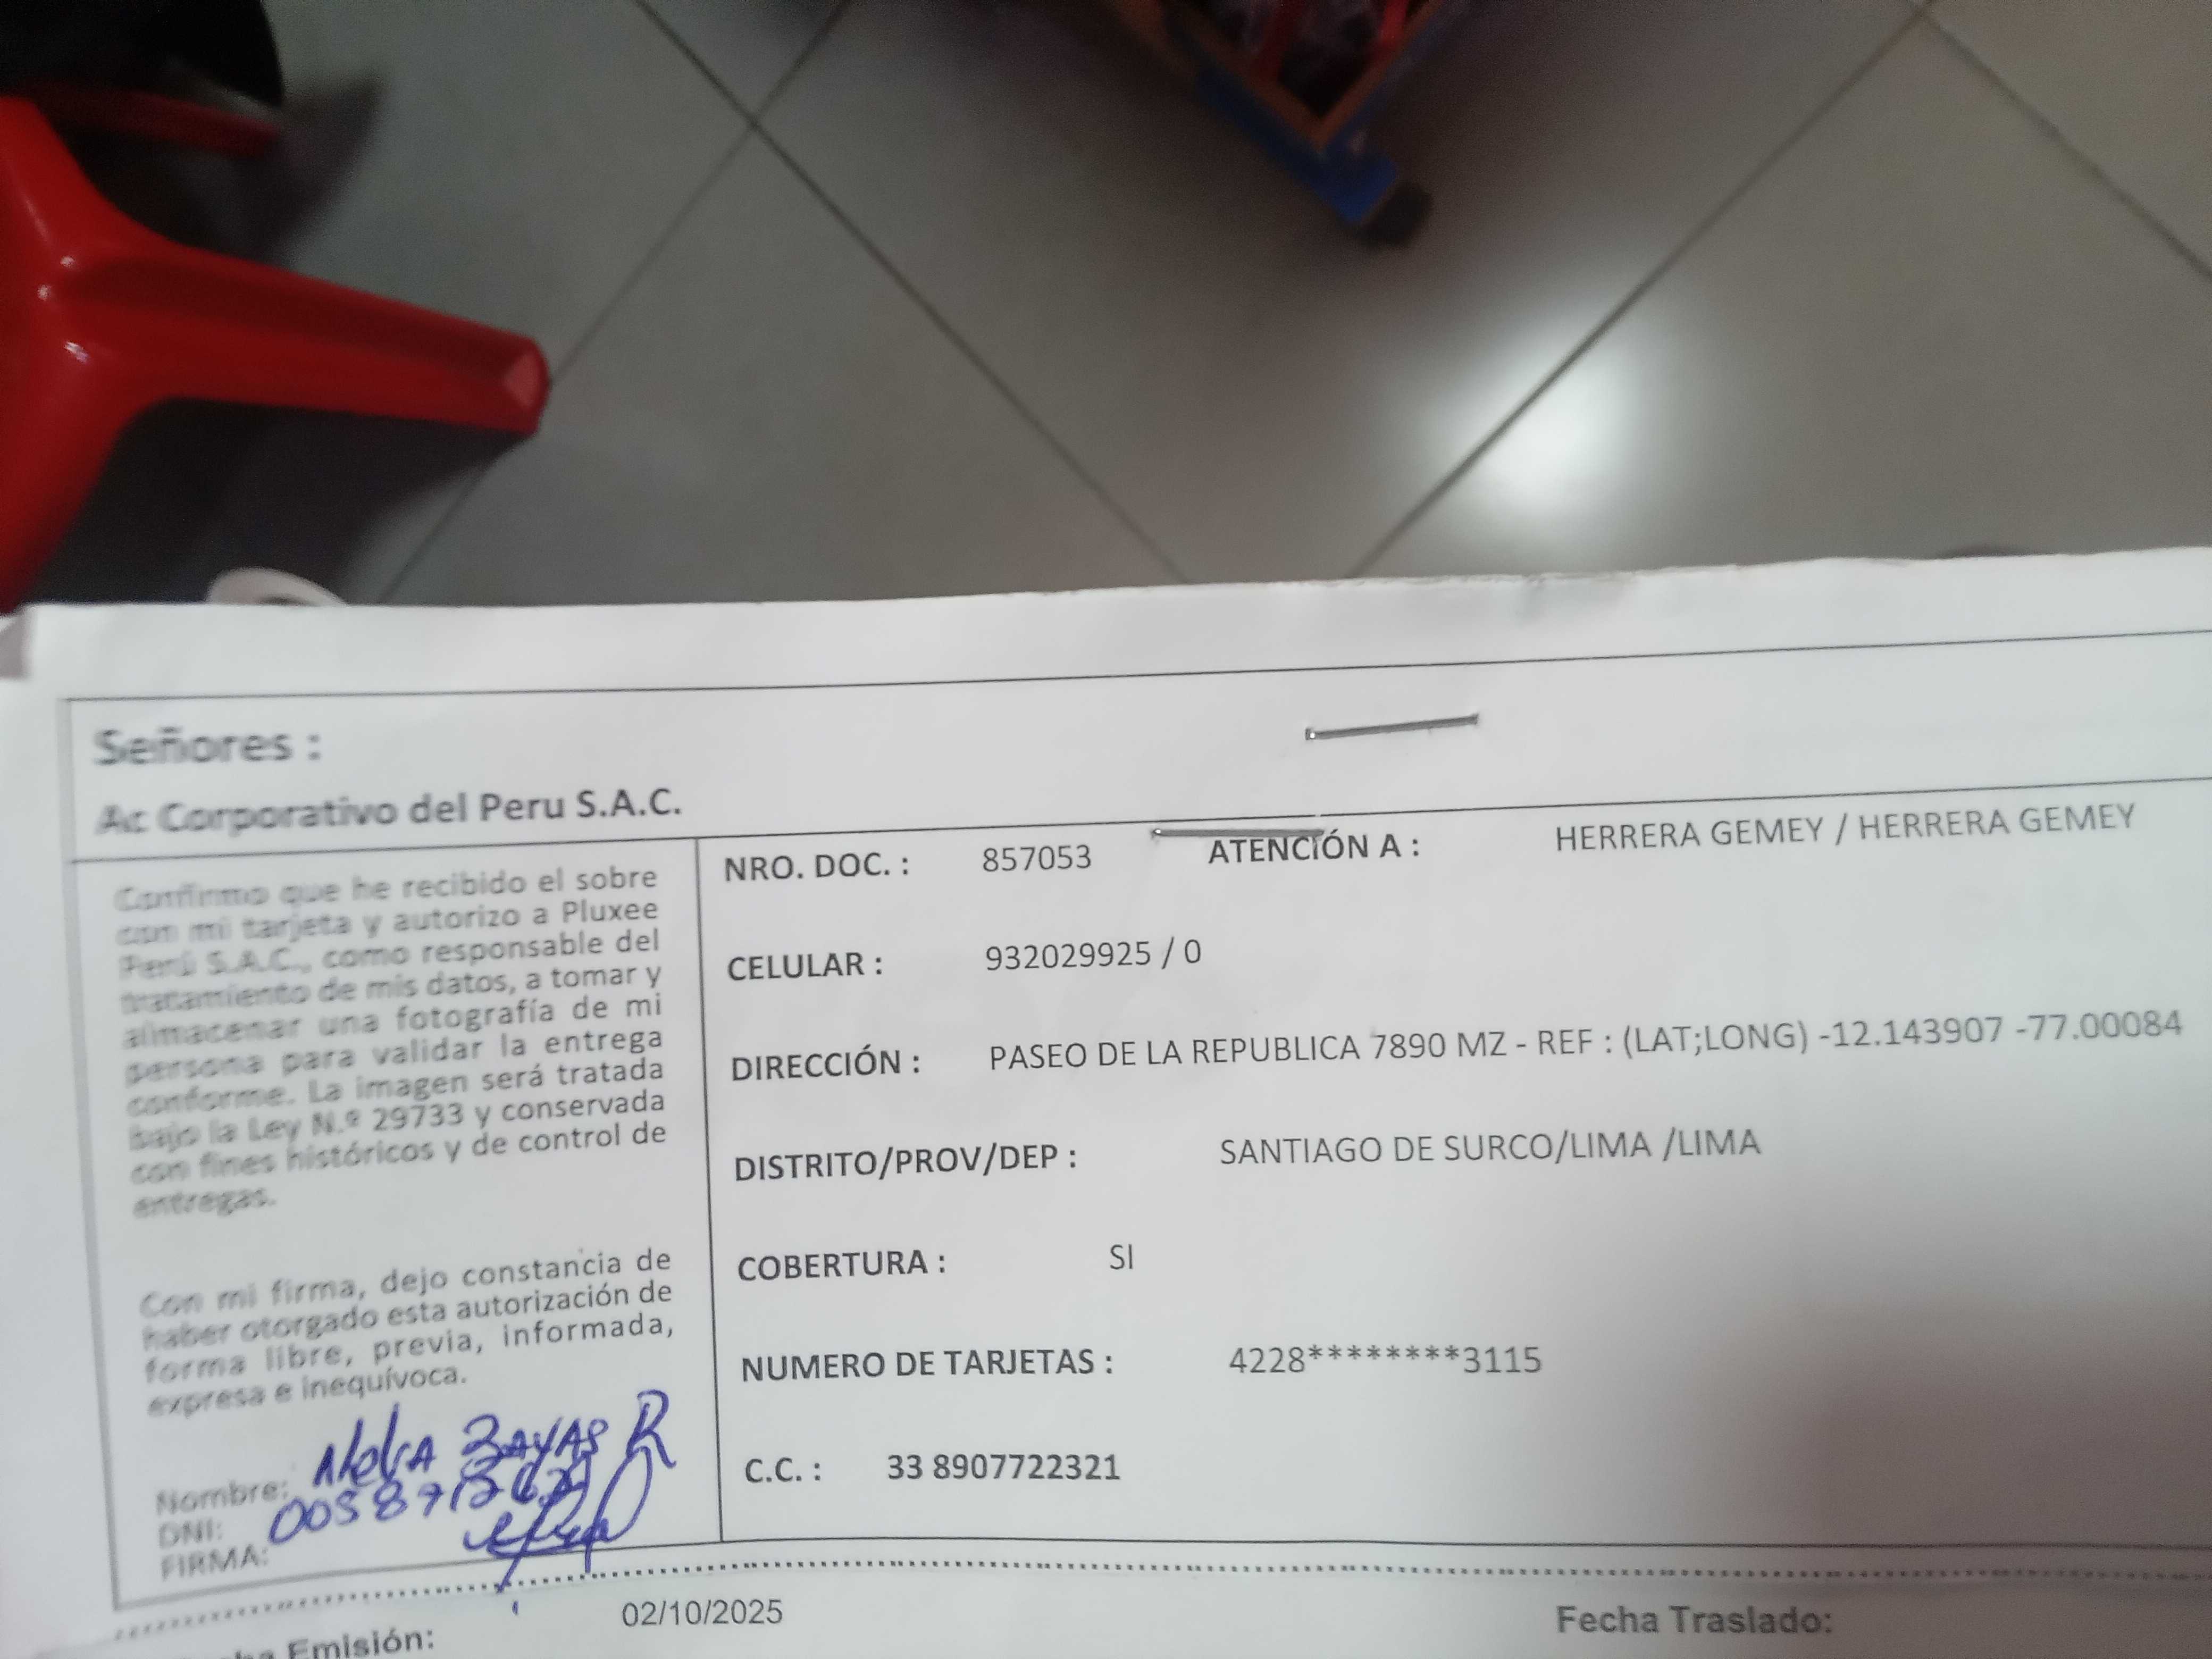 Señores :
Ac Corporativo del Peru S.A.C.
Confirmo que he recibido el sobre
con mi tarjeta y autorizo a Pluxee
Perú S.A.C., como responsable del
tratamiento de mis datos, a tomar y
almacenar una fotografía de mi
persona para validar la entrega
conforme. La imagen será tratada
bajo la Ley N.º 29733 y conservada
con fines históricos y de control de
entregas.
Con mi firma, dejo constancia de
haber otorgado esta autorización de
forma libre, previa, informada,
expresa e inequívoca.
Nombre: ZAYAS R
DNI:
FIRMA:
NRO. DOC. : 857053 ATENCIÓN A : HERRERA GEMEY / HERRERA GEMEY
CELULAR : 932029925 / 0
DIRECCIÓN : PASEO DE LA REPUBLICA 7890 MZ - REF : (LAT;LONG) -12.143907 -77.00084
DISTRITO/PROV/DEP : SANTIAGO DE SURCO/LIMA /LIMA
COBERTURA : SI
NUMERO DE TARJETAS : 4228********3115
C.C. : 33 8907722321
Emisión: 02/10/2025 Fecha Traslado: